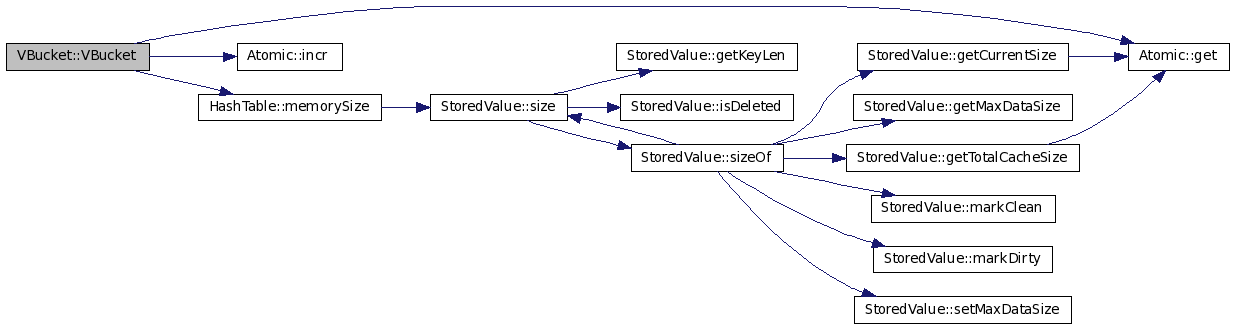 VBucket::VBucket
Atomic::incr
HashTable::memorySize
StoredValue::size
StoredValue::getKeyLen
StoredValue::isDeleted
StoredValue::sizeOf
StoredValue::getCurrentSize
StoredValue::getMaxDataSize
StoredValue::getTotalCacheSize
StoredValue::markClean
StoredValue::markDirty
StoredValue::setMaxDataSize
Atomic::get